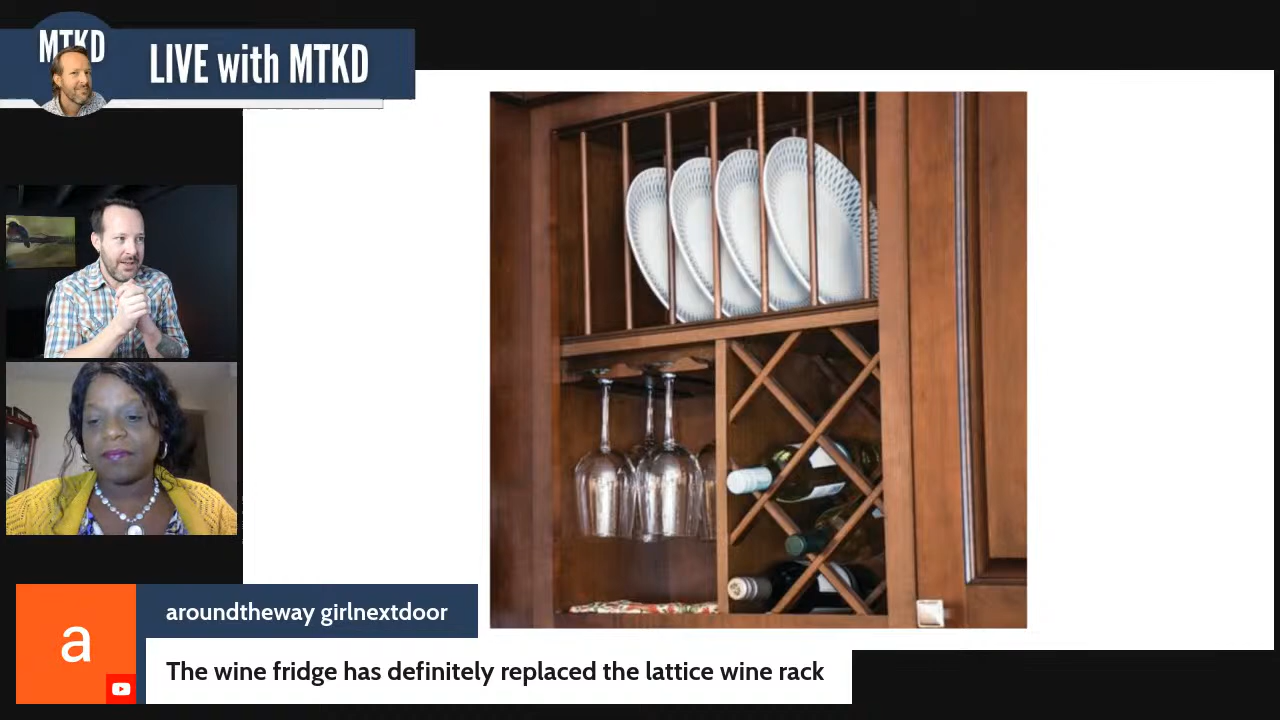 MTKD
LIVE with MTKD
aroundtheway girlnextdoor
a
The wine fridge has definitely replaced the lattice wine rack